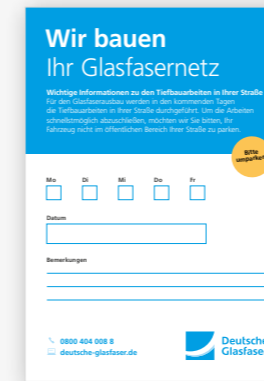 Wir bauen
Ihr Glasfasernetz
Wichtige Informationen zu den Tiefbauarbeiten in Ihrer Straße
Für den Glasfaserausbau werden in den kommenden Tagen
die Tiefbauarbeiten in Ihrer Straße durchgeführt. Um die Arbeiten
schnellstmöglich abzuschließen, möchten wir Sie bitten, Ihr
Fahrzeug nicht im öffentlichen Bereich Ihrer Straße zu parken.
Bitte
umparken
Mo Di Mi Do Fr
Datum
Bemerkungen
0800 404 008 8
deutsche-glasfaser.de
Deutsche
Glasfaser